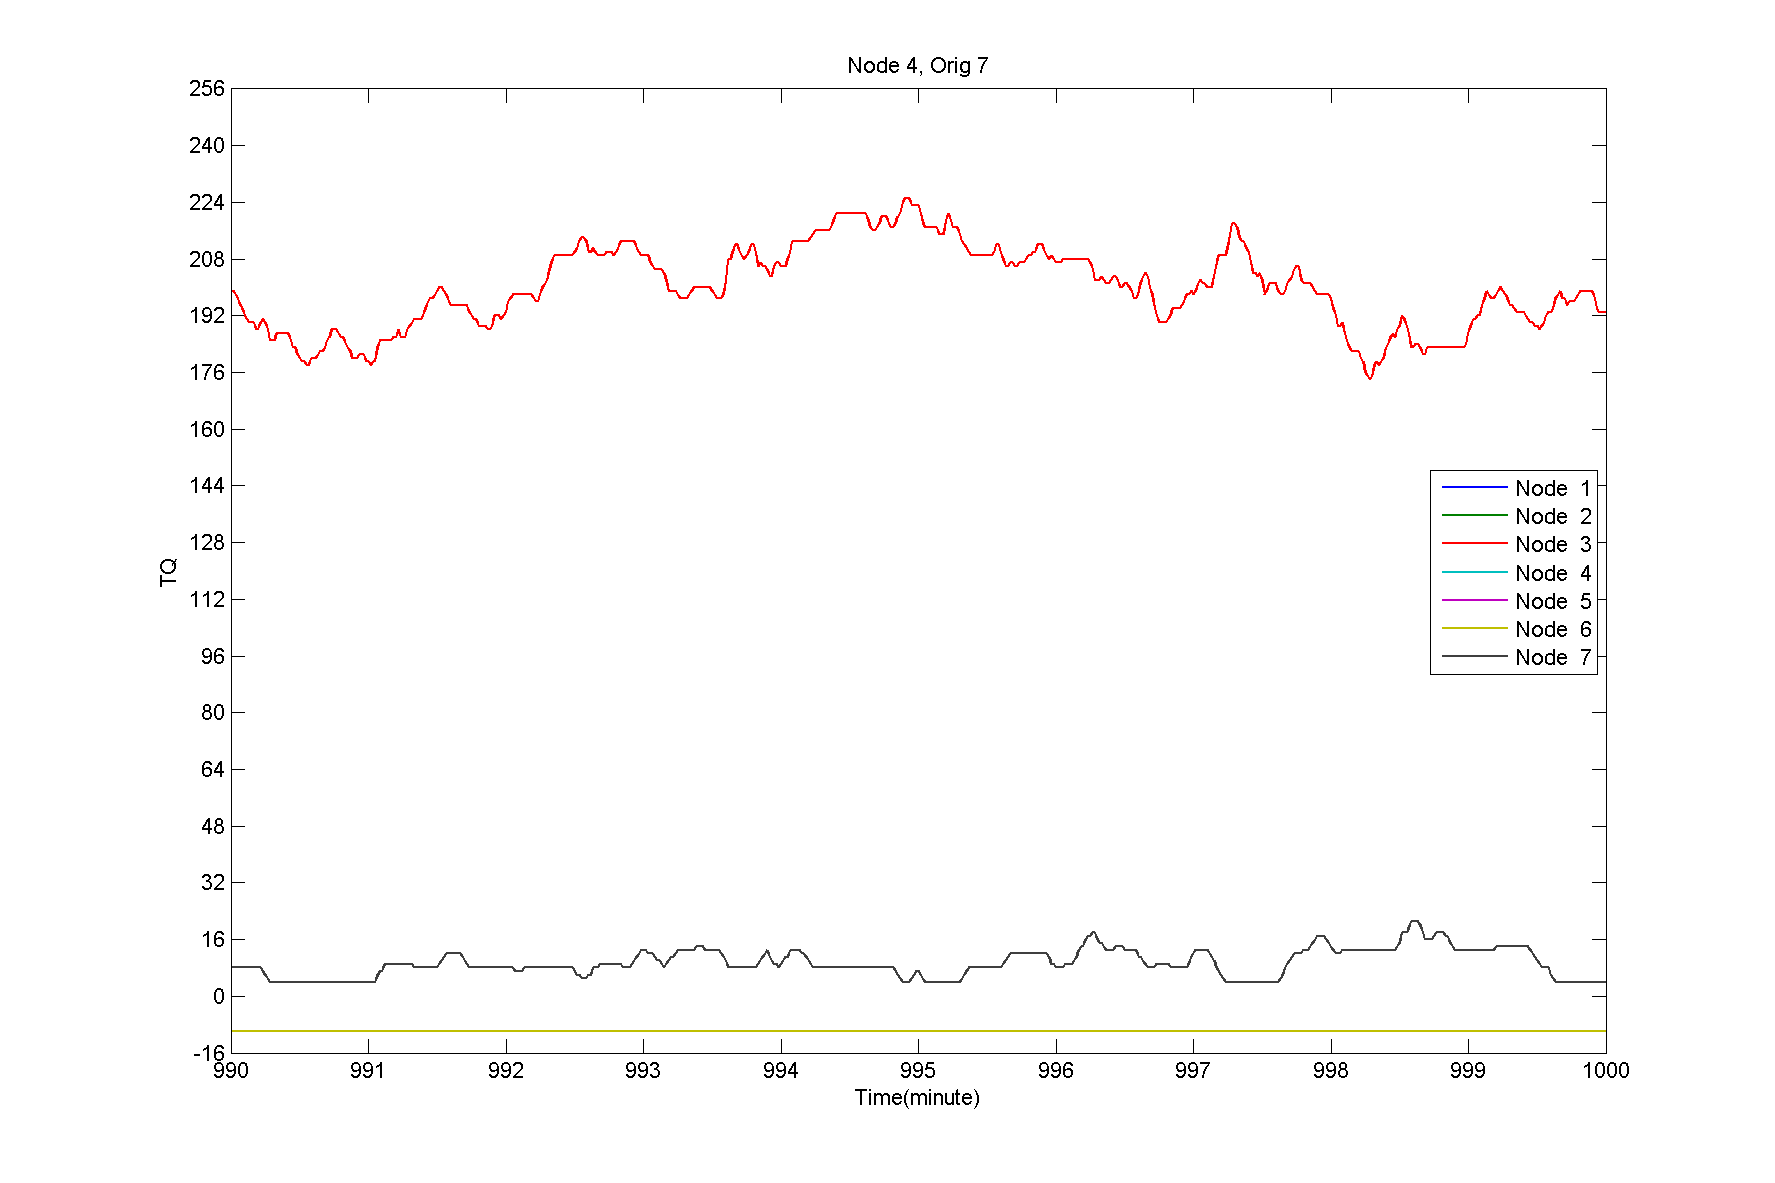 Node 4, Orig 7
256
240
224
208
192
176
160
144
128
112
96
80
64
48
32
16
0
-16
TQ
Node 1
Node 2
Node 3
Node 4
Node 5
Node 6
Node 7
990 991 992 993 994 995 996 997 998 999 1000
Time(minute)